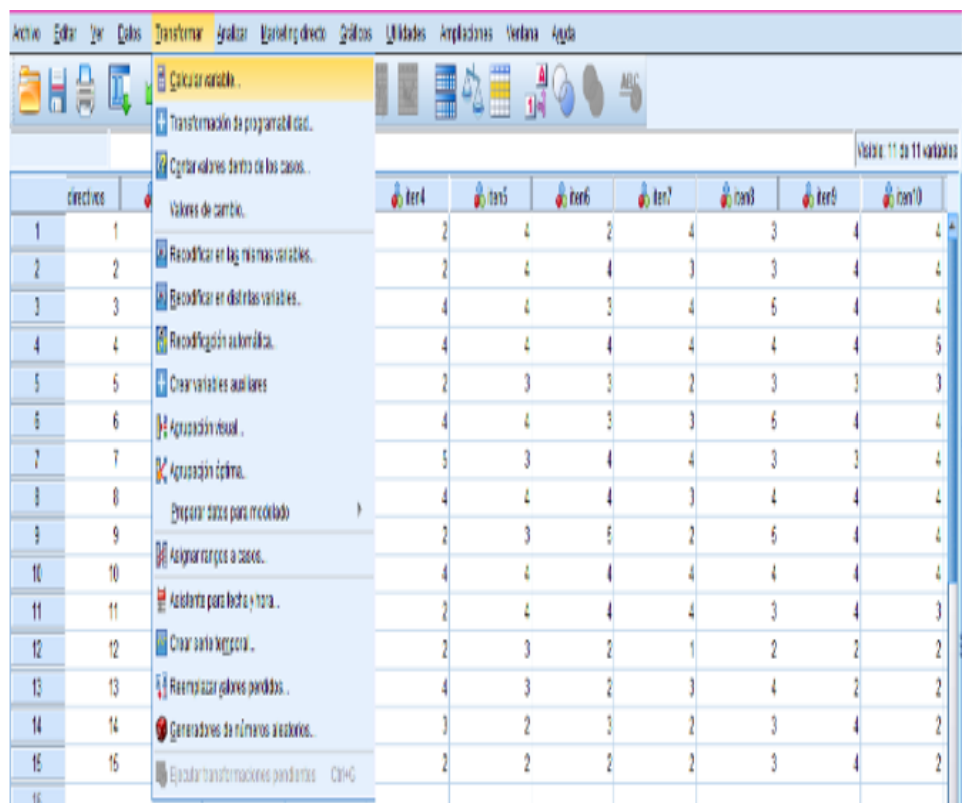 Archivo Editar Ver Datos Transformar Analizar Marketing directo Gráficos Utilidades Ampliaciones Ventana Ayuda
Calcular variable...
Transformación de programabilidad...
Contar valores dentro de los casos...
Visible: 11 de 11 variables
Valores de cambio...
directivos iten4 iten5 iten6 iten7 iten8 iten9 iten10
Recodificar en las mismas variables...
Recodificar en distintas variables...
Recodificación automática...
Crear variables auxiliares
Agrupación visual...
Agrupación óptima...
Preparar datos para modelado
Asignar rangos a casos...
Asistente para fecha y hora...
Crear serie temporal...
Reemplazar valores perdidos...
Generadores de números aleatorios...
Ejecutar transformaciones pendientes Ctrl+G
1 1 2 4 2 4 3 4 4
2 2 2 4 4 3 3 4 4
3 3 4 4 3 4 5 4 4
4 4 4 4 4 4 4 4 5
5 5 2 3 3 2 3 3 3
6 6 4 4 3 3 5 4 4
7 7 5 3 4 4 3 3 4
8 8 4 4 4 3 4 4 4
9 9 2 3 5 2 5 4 4
10 10 4 4 4 4 4 4 4
11 11 2 4 4 4 3 4 3
12 12 2 3 2 1 2 2 2
13 13 4 3 2 3 4 2 2
14 14 3 2 3 2 3 4 2
15 15 2 2 2 2 3 4 2
16